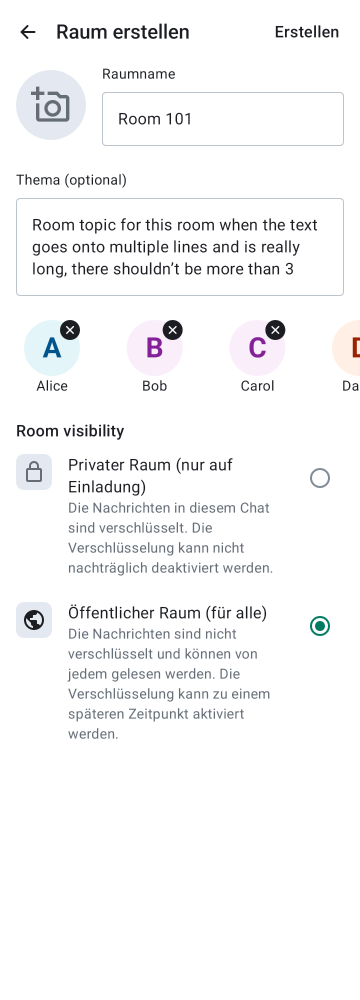 Raum erstellen
Erstellen
Raumname
Room 101
Thema (optional)
Room topic for this room when the text
goes onto multiple lines and is really
long, there shouldn’t be more than 3
A
B
C
Alice
Bob
Carol
Da
Room visibility
Privater Raum (nur auf
Einladung)
Die Nachrichten in diesem Chat
sind verschlüsselt. Die
Verschlüsselung kann nicht
nachträglich deaktiviert werden.
Öffentlicher Raum (für alle)
Die Nachrichten sind nicht
verschlüsselt und können von
jedem gelesen werden. Die
Verschlüsselung kann zu einem
späteren Zeitpunkt aktiviert
werden.